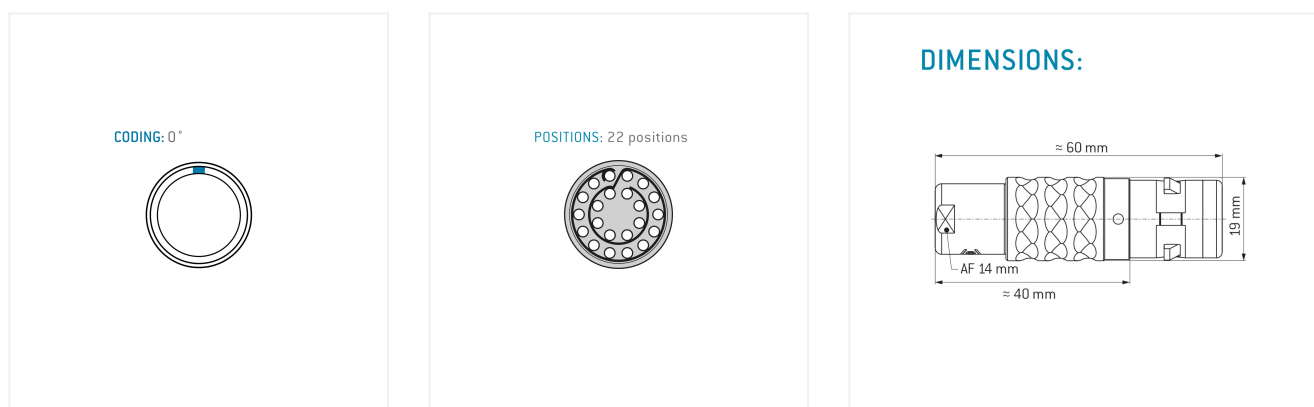 CODING: 0°
POSITIONS: 22 positions
DIMENSIONS:
≈ 60 mm
19 mm
AF 14 mm
≈ 40 mm